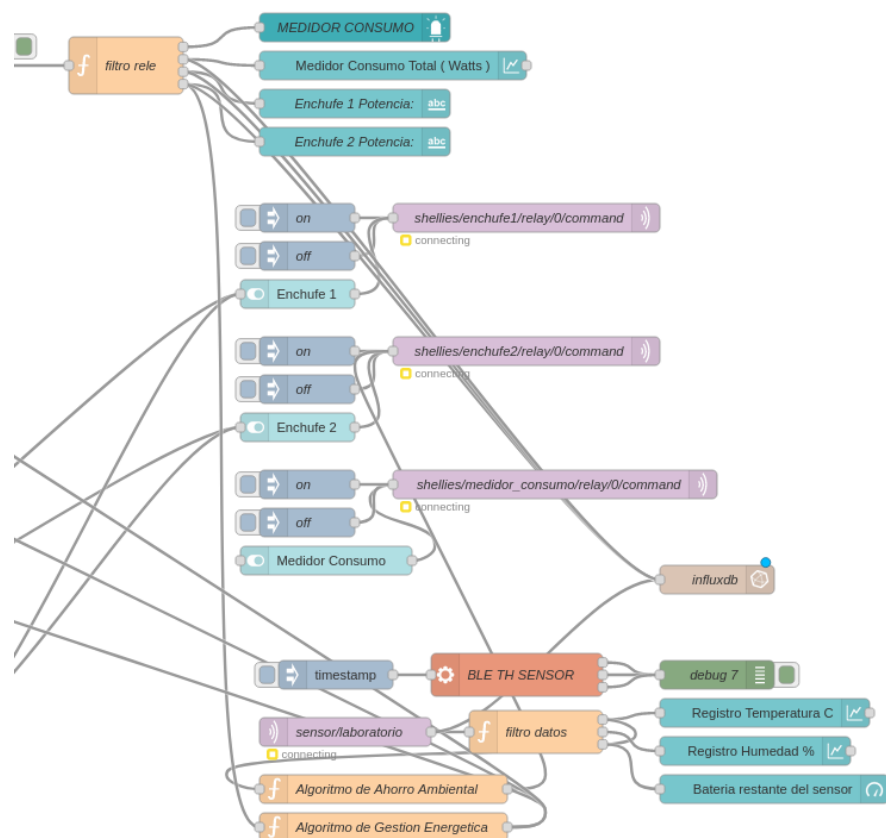 MEDIDOR CONSUMO
filtro rele
Medidor Consumo Total ( Watts )
Enchufe 1 Potencia:
abc
Enchufe 2 Potencia:
abc
on
shellies/enchufe1/relay/0/command
connecting
off
Enchufe 1
on
shellies/enchufe2/relay/0/command
connecting
off
Enchufe 2
on
shellies/medidor_consumo/relay/0/command
connecting
off
Medidor Consumo
influxdb
timestamp
BLE TH SENSOR
debug 7
Registro Temperatura C
sensor/laboratorio
filtro datos
connecting
Registro Humedad %
Algoritmo de Ahorro Ambiental
Bateria restante del sensor
Algoritmo de Gestion Energetica